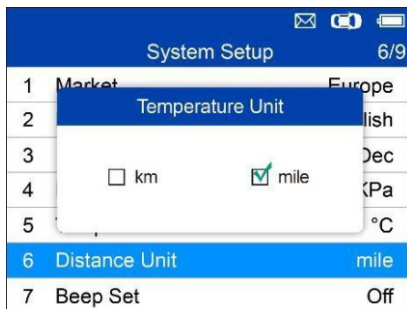 System Setup 6/9
1 Market Europe
Temperature Unit
2 lish
3 Dec
km mile
4 KPa
5 °C
6 Distance Unit mile
7 Beep Set Off